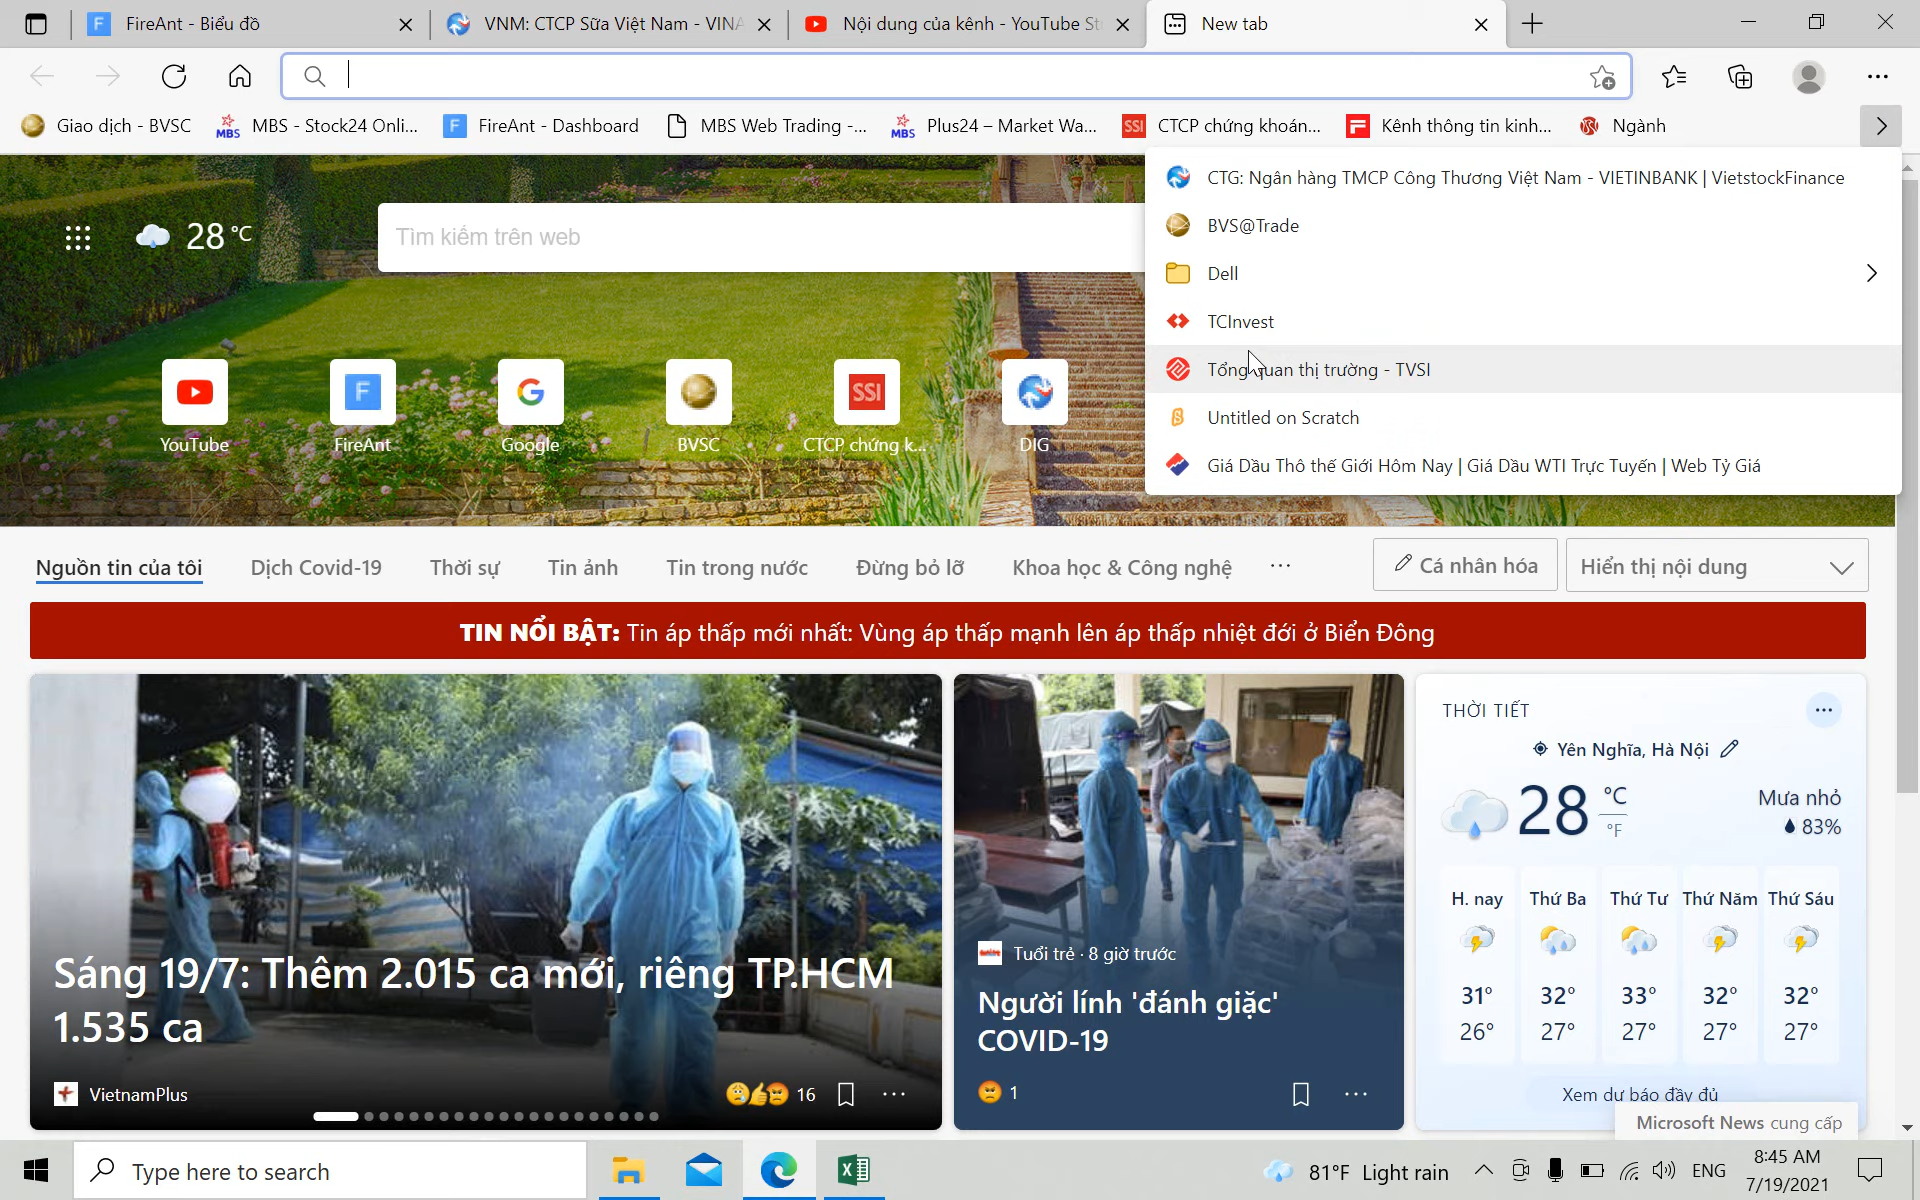 FireAnt - Biểu đồ
VNM: CTCP Sữa Việt Nam - VINA
Nội dung của kênh - YouTube St
New tab
Giao dịch - BVSC
MBS - Stock24 Onli...
FireAnt - Dashboard
MBS Web Trading -...
Plus24 – Market Wa...
CTCP chứng khoán...
Kênh thông tin kinh...
Ngành
CTG: Ngân hàng TMCP Công Thương Việt Nam - VIETINBANK | VietstockFinance
BVS@Trade
Dell
TCInvest
Tổng quan thị trường - TVSI
Untitled on Scratch
Giá Dầu Thô thế Giới Hôm Nay | Giá Dầu WTI Trực Tuyến | Web Tỷ Giá
28 °C
Tìm kiếm trên web
YouTube
FireAnt
Google
BVSC
CTCP chứng k...
DIG
Nguồn tin của tôi
Dịch Covid-19
Thời sự
Tin ảnh
Tin trong nước
Đừng bỏ lỡ
Khoa học & Công nghệ
Cá nhân hóa
Hiển thị nội dung
TIN NỔI BẬT: Tin áp thấp mới nhất: Vùng áp thấp mạnh lên áp thấp nhiệt đới ở Biển Đông
Sáng 19/7: Thêm 2.015 ca mới, riêng TP.HCM
1.535 ca
VietnamPlus
16
Tuổi trẻ · 8 giờ trước
Người lính 'đánh giặc'
COVID-19
1
THỜI TIẾT
Yên Nghĩa, Hà Nội
28 °C
°F
Mưa nhỏ
83%
H. nay Thứ Ba Thứ Tư Thứ Năm Thứ Sáu
31° 32° 33° 32° 32°
26° 27° 27° 27° 27°
Xem dự báo đầy đủ
Microsoft News cung cấp
Type here to search
81°F Light rain
ENG
8:45 AM
7/19/2021